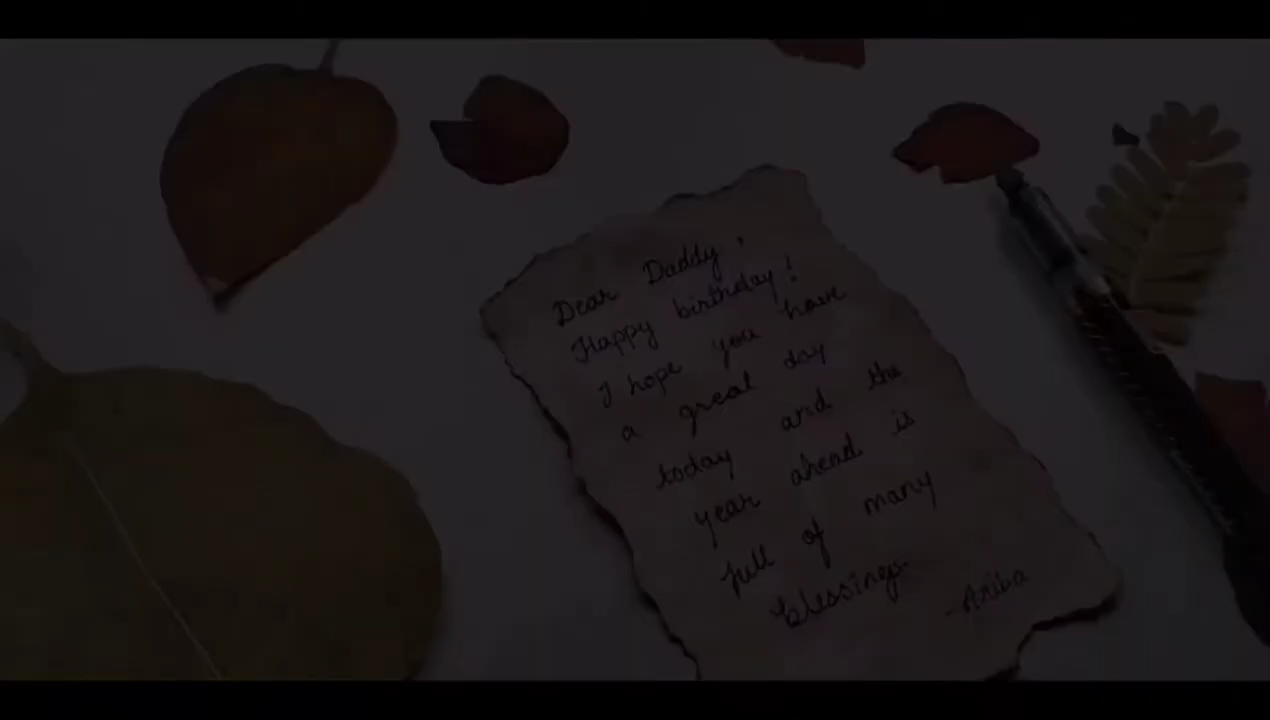 Dear Daddy,
Happy birthday!
I hope you have
a great day
today and the
year ahead is
full of many
blessings.
- Ariba